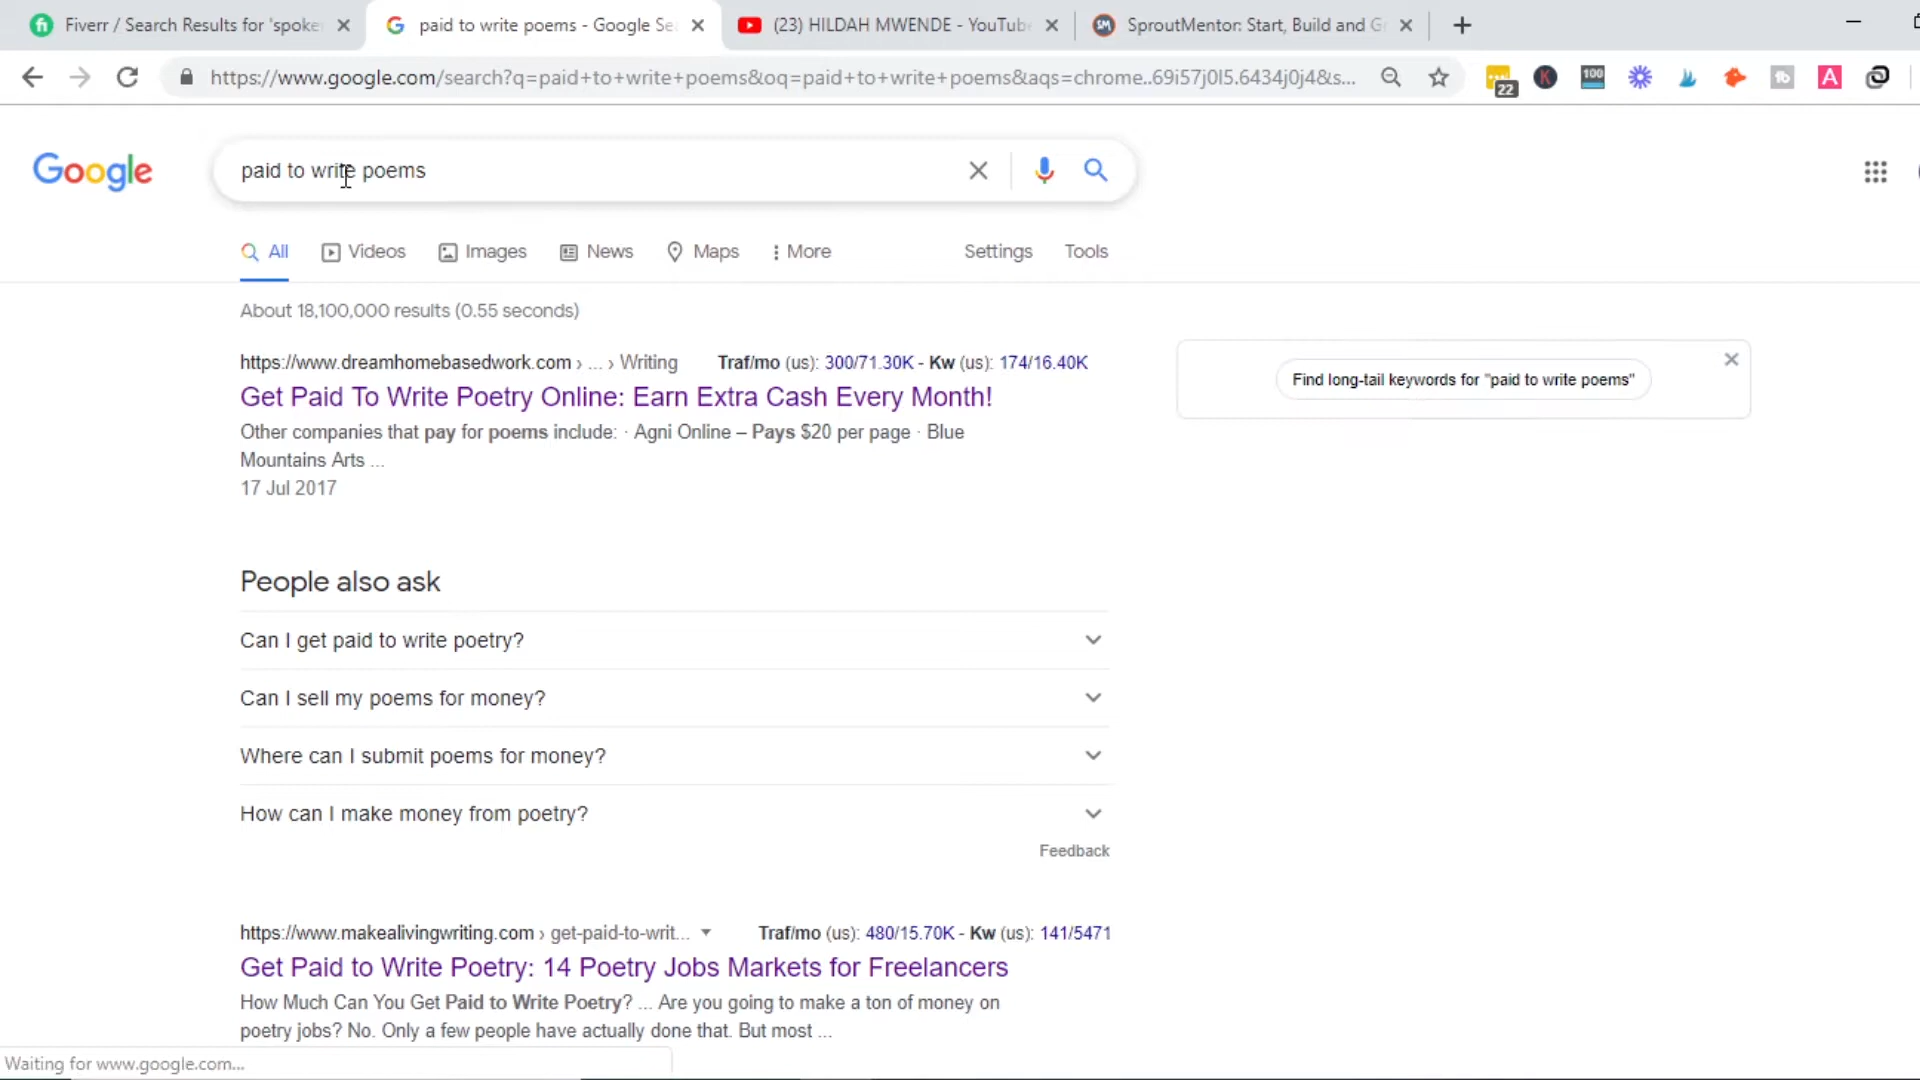 Fiverr / Search Results for 'spoke
paid to write poems - Google Se
(23) HILDAH MWENDE - YouTub
SproutMentor: Start, Build and G
https://www.google.com/search?q=paid+to+write+poems&oq=paid+to+write+poems&aqs=chrome..69i57j0l5.6434j0j4&s...
22
K
100
tb
A
Google
paid to write poems
All
Videos
Images
News
Maps
More
Settings
Tools
About 18,100,000 results (0.55 seconds)
https://www.dreamhomebasedwork.com › ... › Writing Traf/mo (us): 300/71.30K - Kw (us): 174/16.40K
Get Paid To Write Poetry Online: Earn Extra Cash Every Month!
Other companies that pay for poems include: · Agni Online – Pays $20 per page · Blue
Mountains Arts ...
17 Jul 2017
Find long-tail keywords for "paid to write poems"
People also ask
Can I get paid to write poetry?
Can I sell my poems for money?
Where can I submit poems for money?
How can I make money from poetry?
Feedback
https://www.makealivingwriting.com › get-paid-to-writ... Traf/mo (us): 480/15.70K - Kw (us): 141/5471
Get Paid to Write Poetry: 14 Poetry Jobs Markets for Freelancers
How Much Can You Get Paid to Write Poetry? ... Are you going to make a ton of money on
poetry jobs? No. Only a few people have actually done that. But most ...
Waiting for www.google.com...